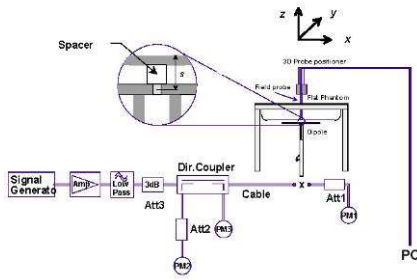 z
y
x
Spacer
s
3D Probe positioner
Field probe
Flat Phantom
Dipole
Dir.Coupler
Signal
Generato
Amp
Low
Pass
3dB
Cable
x
Att3
Att1
Att2
PM3
PM1
PM2
PC